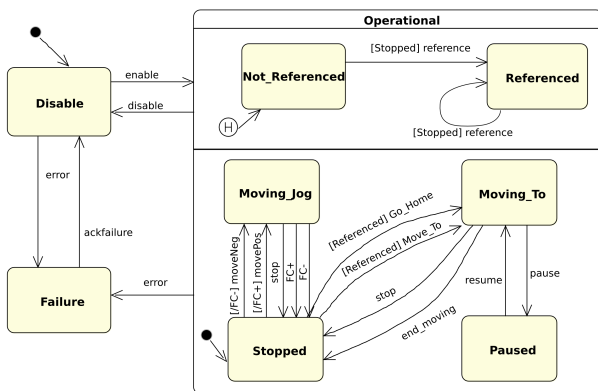 Operational
[Stopped] reference
Not_Referenced
Referenced
enable
Disable
disable
H
[Stopped] reference
error
Moving_Jog
Moving_To
[Referenced] Go_Home
ackfailure
[/FC-] moveNeg
[/FC+] movePos
stop
FC+
FC-
[Referenced] Move_To
resume
pause
error
stop
Failure
end_moving
Stopped
Paused